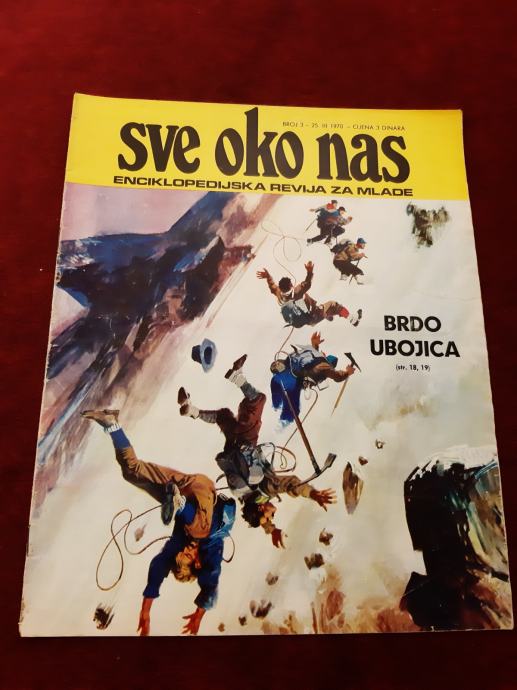 BROJ 3 – 25. III 1970 – CIJENA 3 DINARA
sve oko nas
ENCIKLOPEDIJSKA REVIJA ZA MLADE
BRDO
UBOJICA
(str. 18, 19)